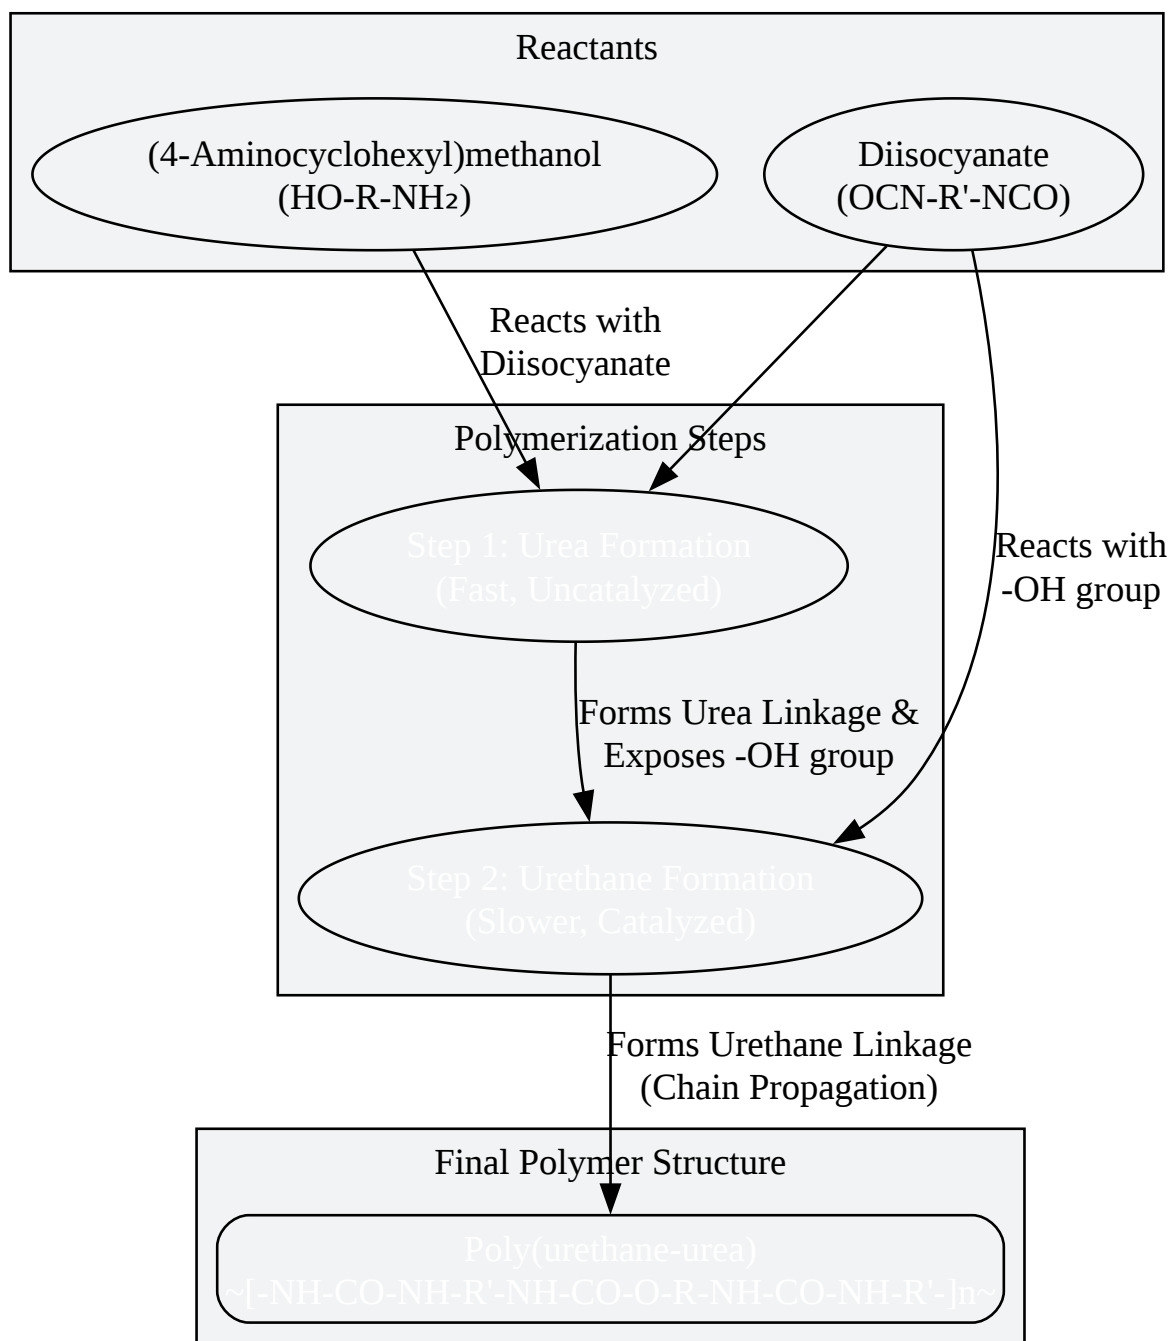 Reactants
(4-Aminocyclohexyl)methanol
(HO-R-NH₂)
Diisocyanate
(OCN-R'-NCO)
Reacts with
Diisocyanate
Polymerization Steps
Step 1: Urea Formation
(Fast, Uncatalyzed)
Reacts with
-OH group
Forms Urea Linkage &
Exposes -OH group
Step 2: Urethane Formation
(Slower, Catalyzed)
Forms Urethane Linkage
(Chain Propagation)
Final Polymer Structure
Poly(urethane-urea)
~[-NH-CO-NH-R'-NH-CO-O-R-NH-CO-NH-R'-]n~